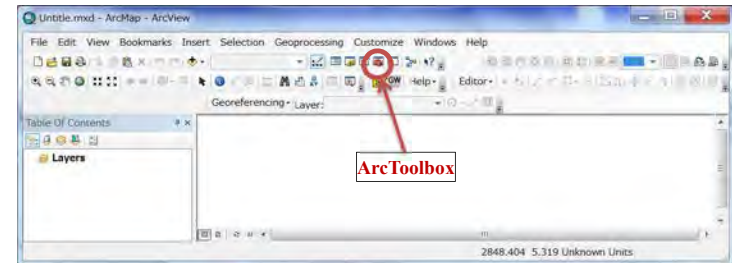 Untitle.mxd - ArcMap - ArcView
File Edit View Bookmarks Insert Selection Geoprocessing Customize Windows Help
GW Help Editor
Georeferencing Layer:
Table Of Contents
Layers
ArcToolbox
2848.404 5.319 Unknown Units